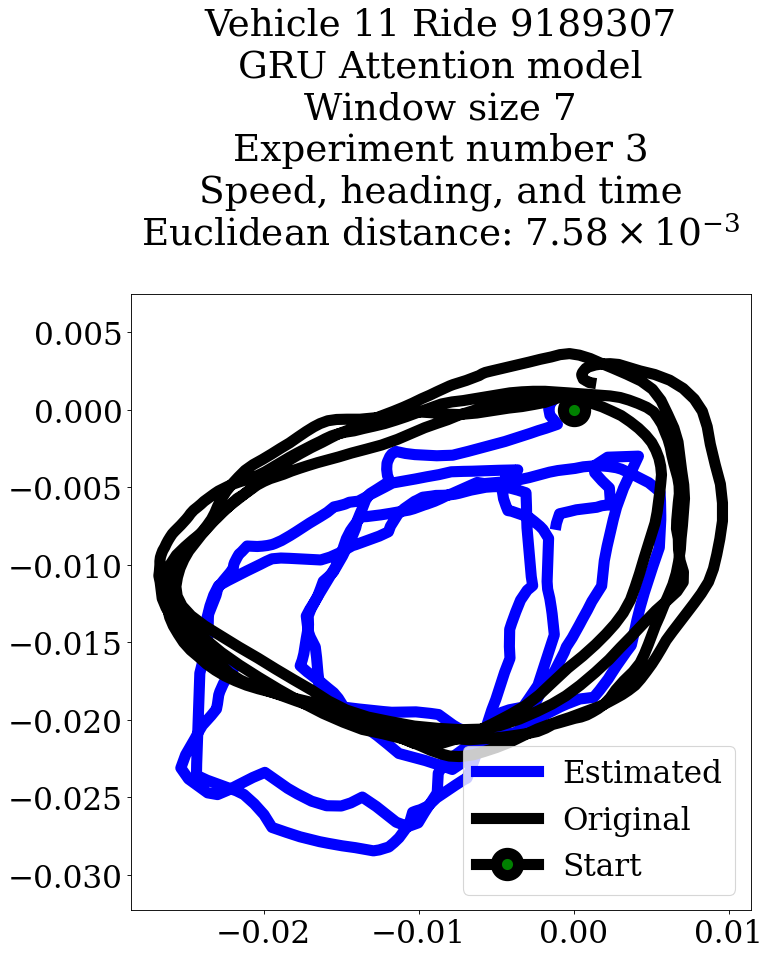 Vehicle 11 Ride 9189307
GRU Attention model
Window size 7
Experiment number 3
Speed, heading, and time
Euclidean distance: 7.58 × 10⁻³
0.005
0.000
−0.005
−0.010
−0.015
−0.020
−0.025
−0.030
Estimated
Original
Start
−0.02 −0.01 0.00 0.01